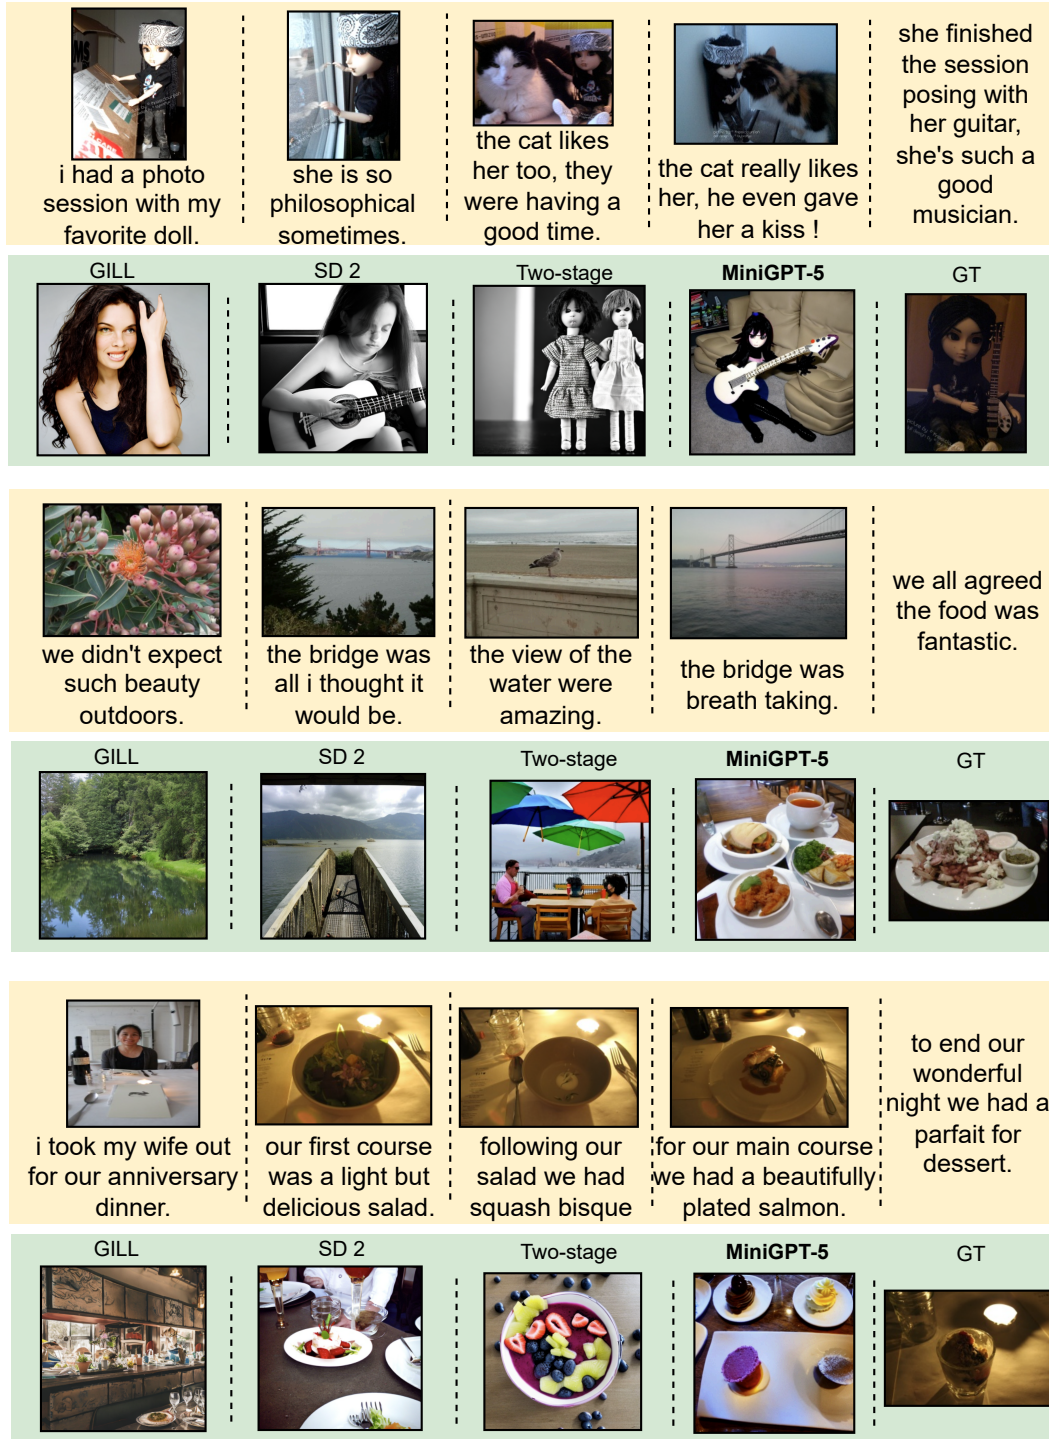 i had a photo
session with my
favorite doll.
she is so
philosophical
sometimes.
the cat likes
her too, they
were having a
good time.
the cat really likes
her, he even gave
her a kiss !
she finished
the session
posing with
her guitar,
she's such a
good
musician.
GILL
SD 2
Two-stage
MiniGPT-5
GT
we didn't expect
such beauty
outdoors.
the bridge was
all i thought it
would be.
the view of the
water were
amazing.
the bridge was
breath taking.
we all agreed
the food was
fantastic.
GILL
SD 2
Two-stage
MiniGPT-5
GT
i took my wife out
for our anniversary
dinner.
our first course
was a light but
delicious salad.
following our
salad we had
squash bisque
for our main course
we had a beautifully
plated salmon.
to end our
wonderful
night we had a
parfait for
dessert.
GILL
SD 2
Two-stage
MiniGPT-5
GT